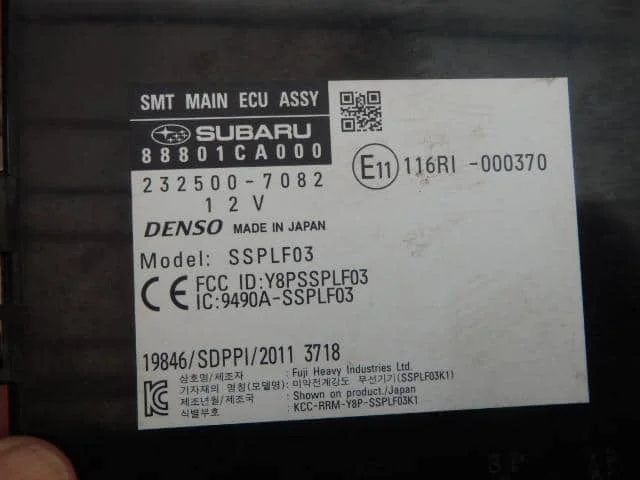 SMT MAIN ECU ASSY
SUBARU
88801CA000
232500-7082
12V
DENSO MADE IN JAPAN
E11 116RI -000370
Model: SSPLF03
CE FCC ID:Y8PSSPLF03
IC:9490A-SSPLF03
19846/SDPPI/2011 3718
상호명/제조자 : Fuji Heavy Industries Ltd.
기자재의 명칭(모델명) : 미약전계강도 무선기기(SSPLF03K1)
제조년월/제조국 : Shown on product./Japan
식별부호 : KCC-RRM-Y8P-SSPLF03K1